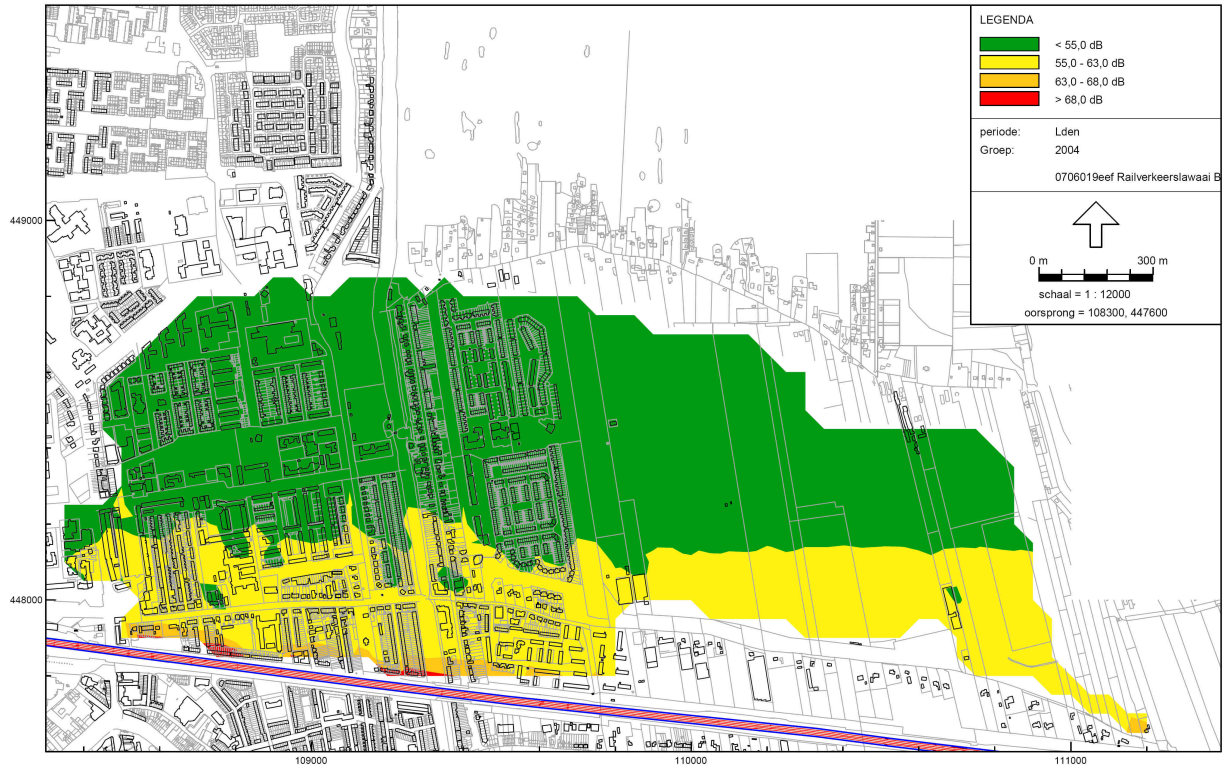 LEGENDA
< 55,0 dB
55,0 - 63,0 dB
63,0 - 68,0 dB
> 68,0 dB
periode: Lden
Groep: 2004
0706019eef Railverkeerslawaai B
0 m 300 m
schaal = 1 : 12000
oorsprong = 108300, 447600
449000
448000
109000 110000 111000